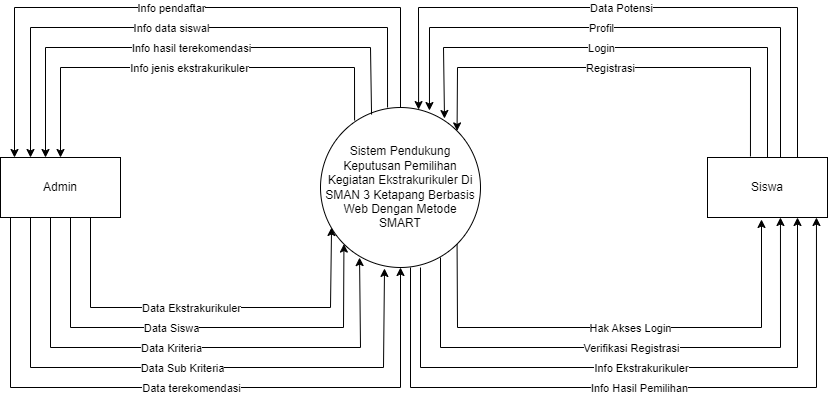 Info pendaftar
Info data siswal
Info hasil terekomendasi
Info jenis ekstrakurikuler
Data Potensi
Profil
Login
Registrasi
Admin
Sistem Pendukung
Keputusan Pemilihan
Kegiatan Ekstrakurikuler Di
SMAN 3 Ketapang Berbasis
Web Dengan Metode
SMART
Siswa
Data Ekstrakurikuler
Data Siswa
Data Kriteria
Data Sub Kriteria
Data terekomendasi
Hak Akses Login
Verifikasi Registrasi
Info Ekstrakurikuler
Info Hasil Pemilihan